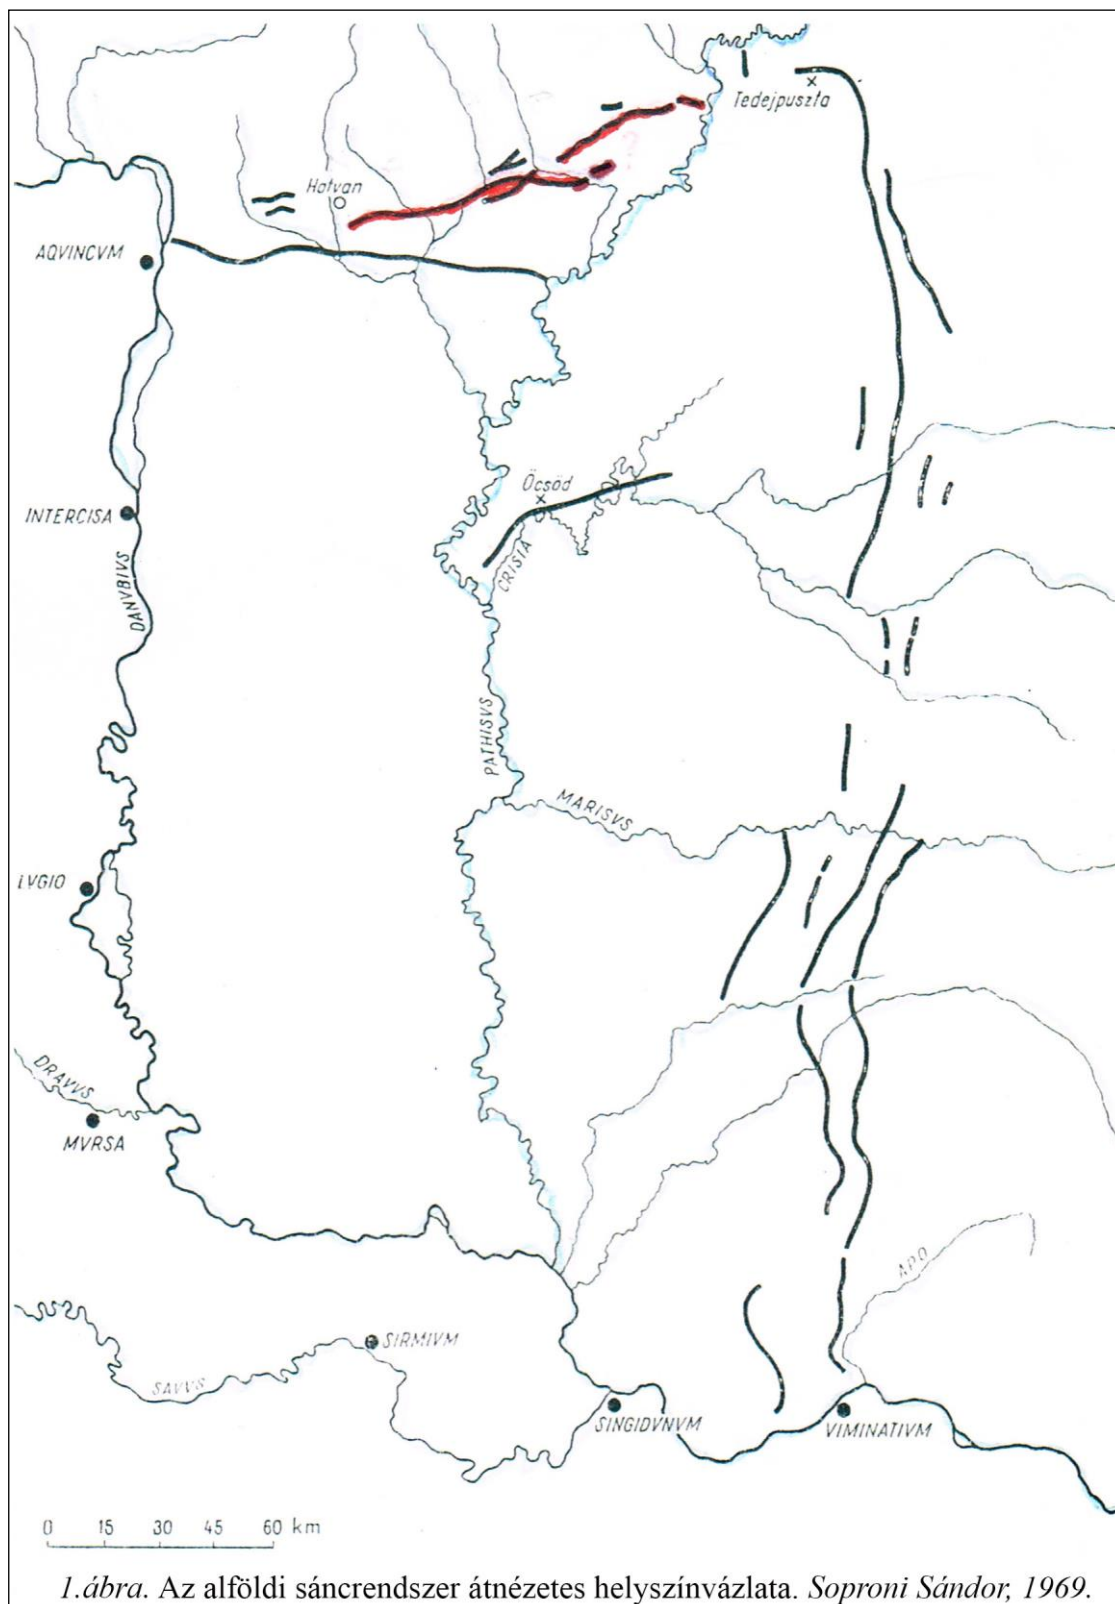 Tedejpuszta
Hatvan
AQVINCVM
Öcsöd
INTERCISA
CRISIA
DANVBIVS
PATHISVS
MARISVS
LVGIO
DRAVVS
MVRSA
APO
SIRMIVM
SAVVS
SINGIDVNVM
VIMINATIVM
0 15 30 45 60 km
1.ábra. Az alföldi sáncrendszer átnézetes helyszínvázlata. Soproni Sándor, 1969.